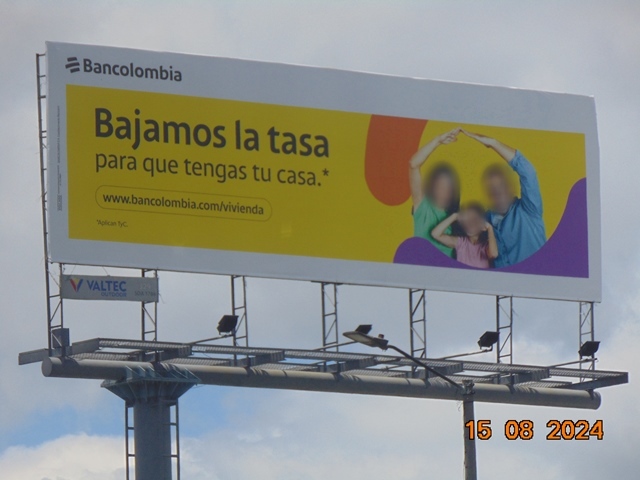 Bancolombia
Bajamos la tasa
para que tengas tu casa.*
www.bancolombia.com/vivienda
*Aplican TyC.
VALTEC
15 08 2024